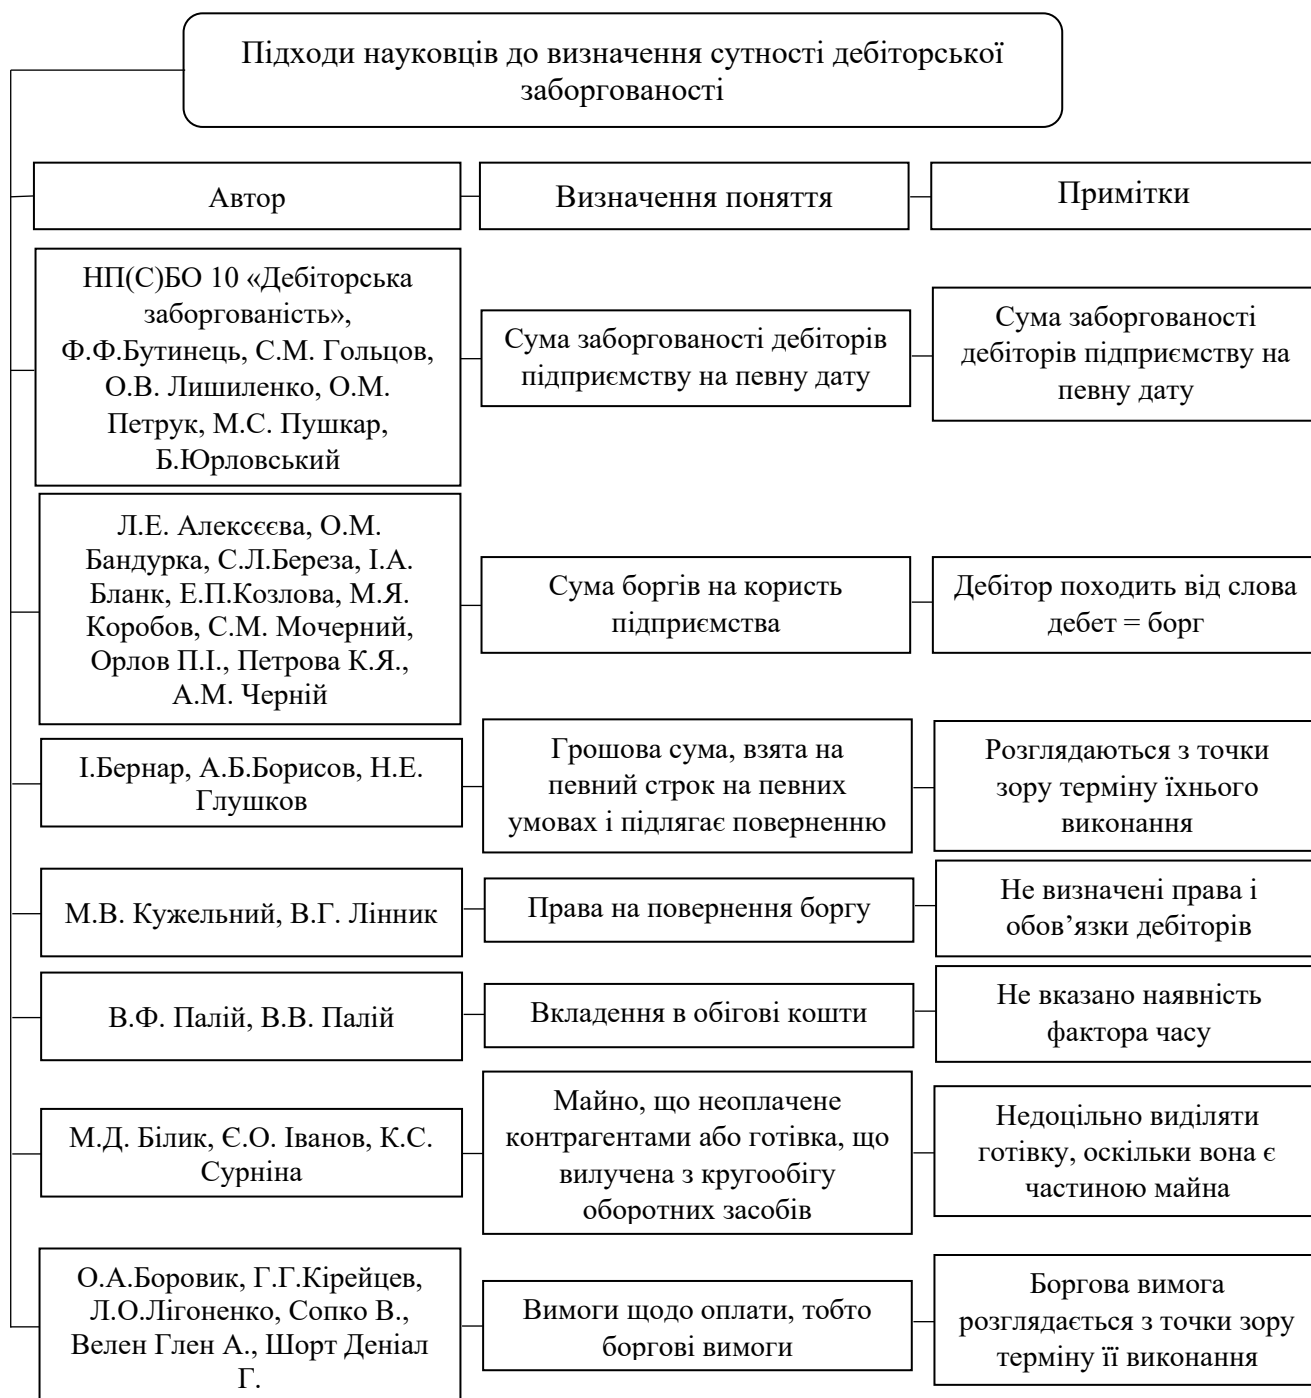 Підходи науковців до визначення сутності дебіторської
заборгованості
Автор
Визначення поняття
Примітки
НП(С)БО 10 «Дебіторська
заборгованість»,
Ф.Ф.Бутинець, С.М. Гольцов,
О.В. Лишиленко, О.М.
Петрук, М.С. Пушкар,
Б.Юрловський
Сума заборгованості дебіторів
підприємству на певну дату
Сума заборгованості
дебіторів підприємству на
певну дату
Л.Е. Алексєєва, О.М.
Бандурка, С.Л.Береза, І.А.
Бланк, Е.П.Козлова, М.Я.
Коробов, С.М. Мочерний,
Орлов П.І., Петрова К.Я.,
А.М. Черній
Сума боргів на користь
підприємства
Дебітор походить від слова
дебет = борг
І.Бернар, А.Б.Борисов, Н.Е.
Глушков
Грошова сума, взята на
певний строк на певних
умовах і підлягає поверненню
Розглядаються з точки
зору терміну їхнього
виконання
М.В. Кужельний, В.Г. Лінник
Права на повернення боргу
Не визначені права і
обов’язки дебіторів
В.Ф. Палій, В.В. Палій
Вкладення в обігові кошти
Не вказано наявність
фактора часу
М.Д. Білик, Є.О. Іванов, К.С.
Сурніна
Майно, що неоплачене
контрагентами або готівка, що
вилучена з кругообігу
оборотних засобів
Недоцільно виділяти
готівку, оскільки вона є
частиною майна
О.А.Боровик, Г.Г.Кірейцев,
Л.О.Лігоненко, Сопко В.,
Велен Глен А., Шорт Деніал
Г.
Вимоги щодо оплати, тобто
боргові вимоги
Боргова вимога
розглядається з точки зору
терміну її виконання